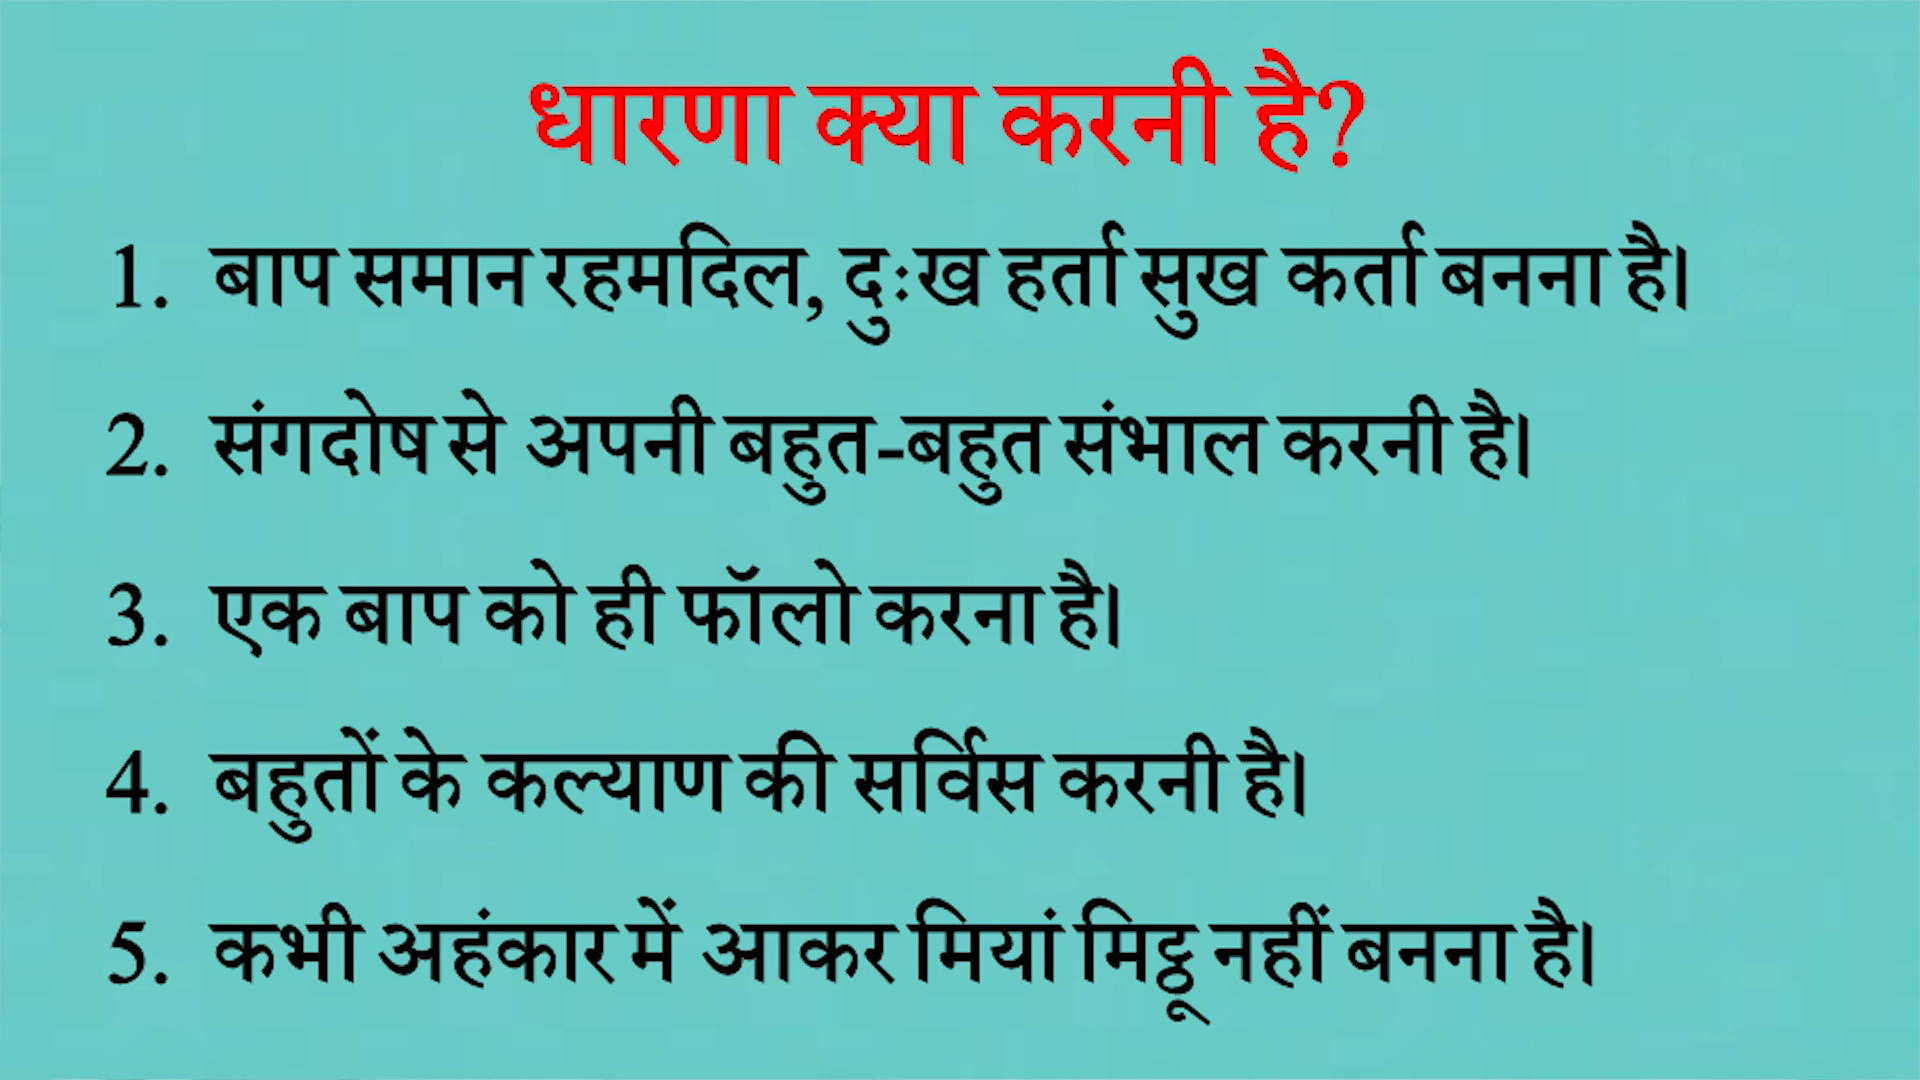 धारणा क्या करनी है?
1. बाप समान रहमदिल, दुःख हर्ता सुख कर्ता बनना है।
2. संगदोष से अपनी बहुत-बहुत संभाल करनी है।
3. एक बाप को ही फॉलो करना है।
4. बहुतों के कल्याण की सर्विस करनी है।
5. कभी अहंकार में आकर मियां मिट्ठू नहीं बनना है।